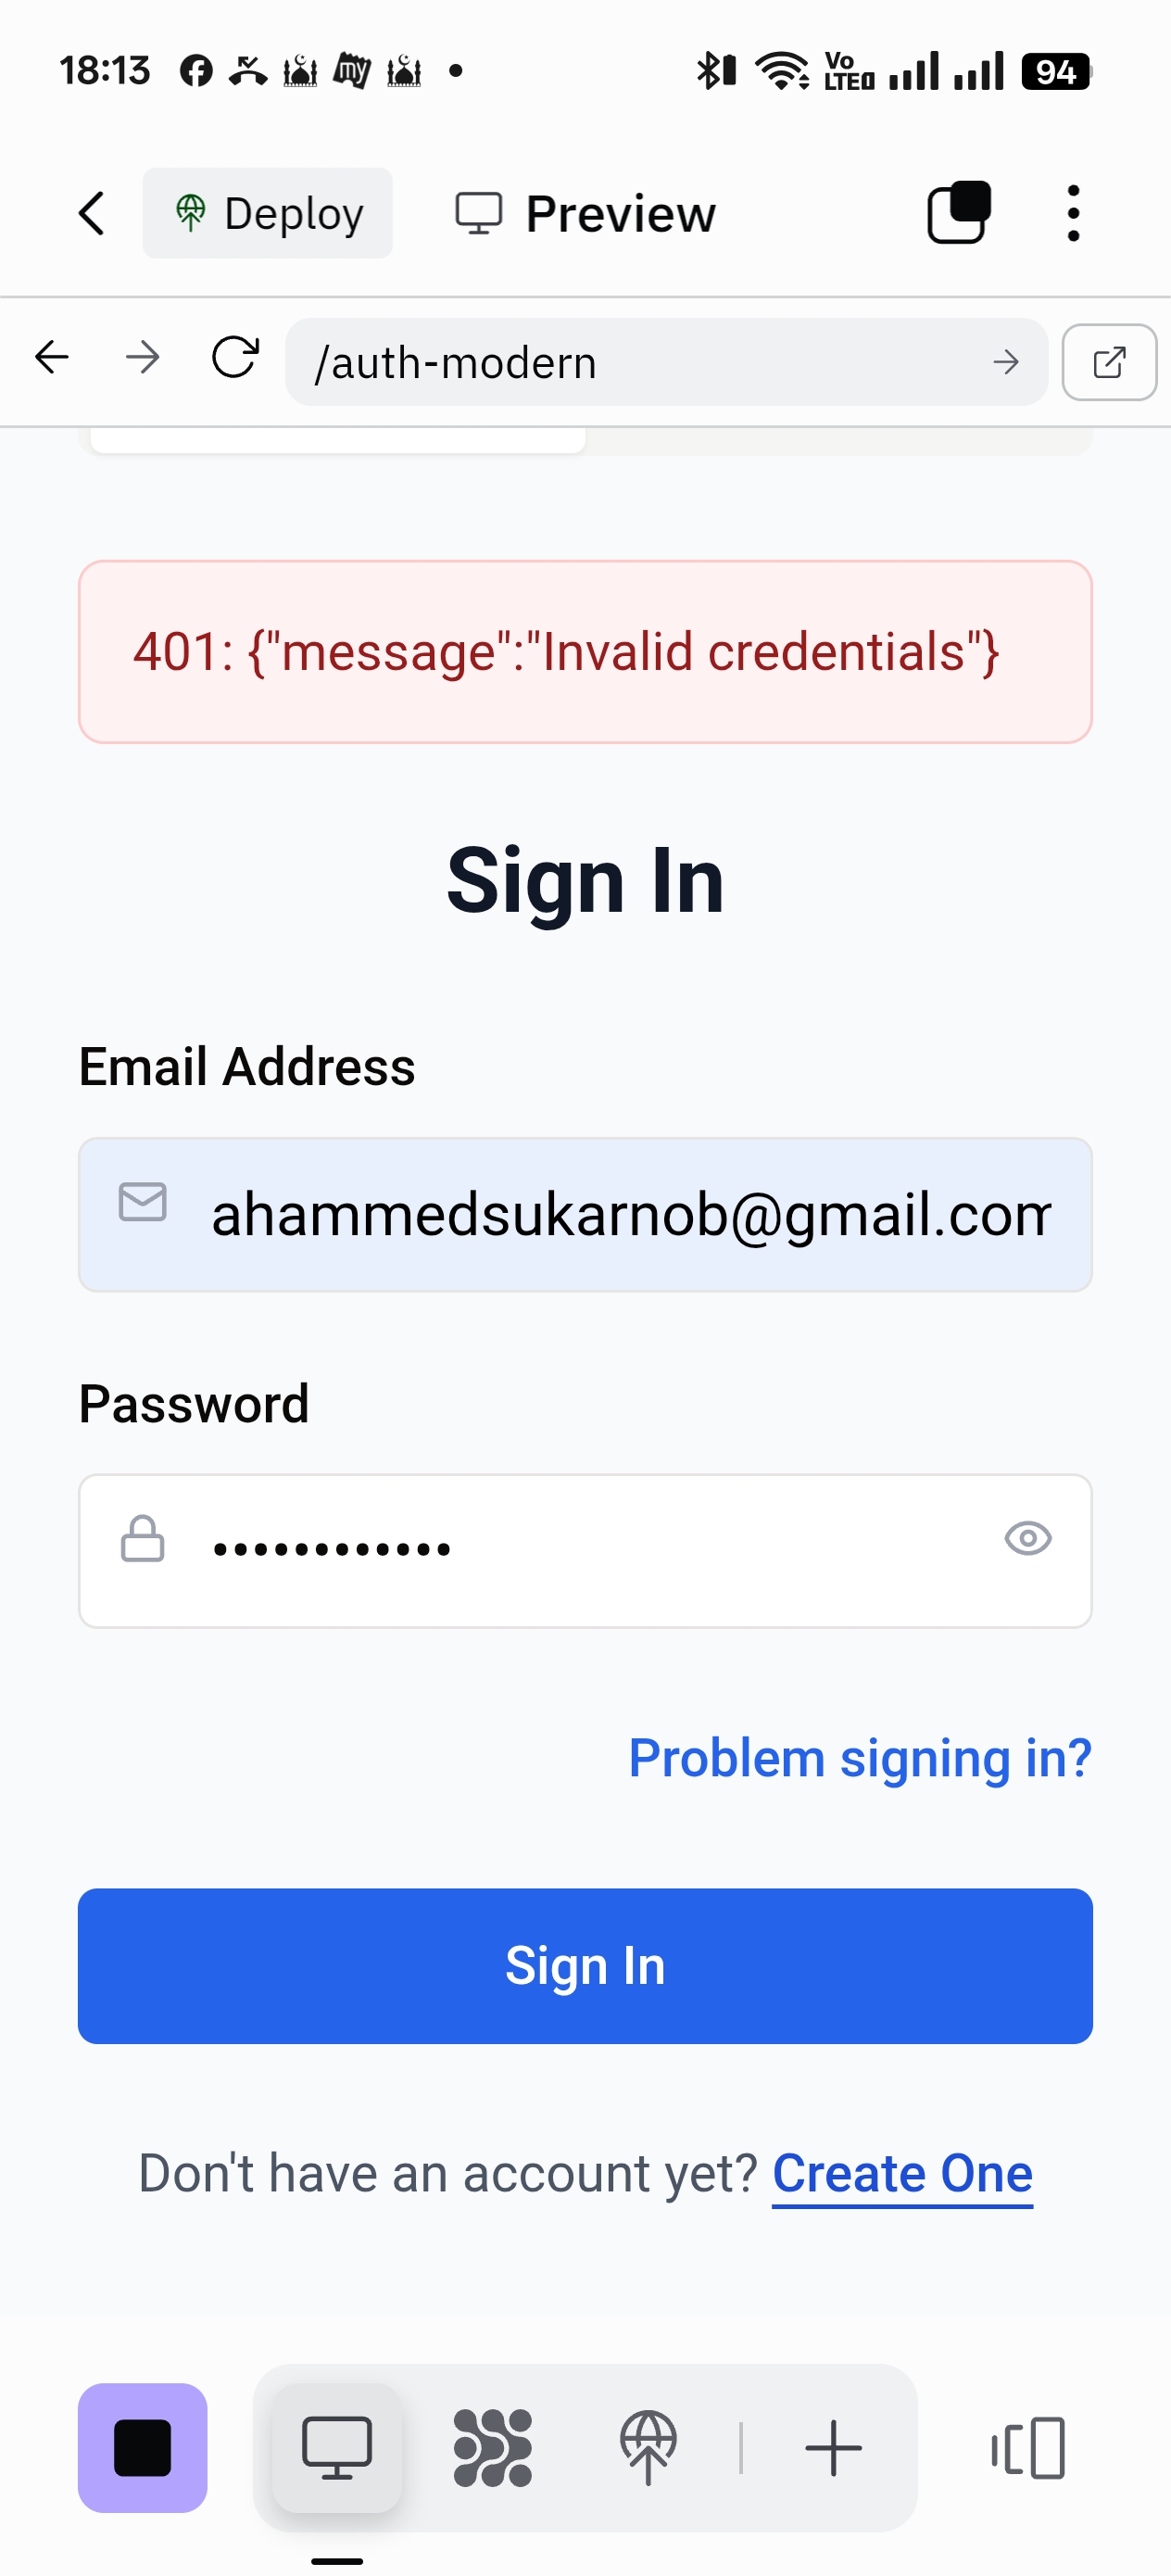 18:13
my
Vo
LTE
94
Deploy
Preview
/auth-modern
401: {"message":"Invalid credentials"}
Sign In
Email Address
ahammedsukarnob@gmail.com
Password
Problem signing in?
Sign In
Don't have an account yet? Create One